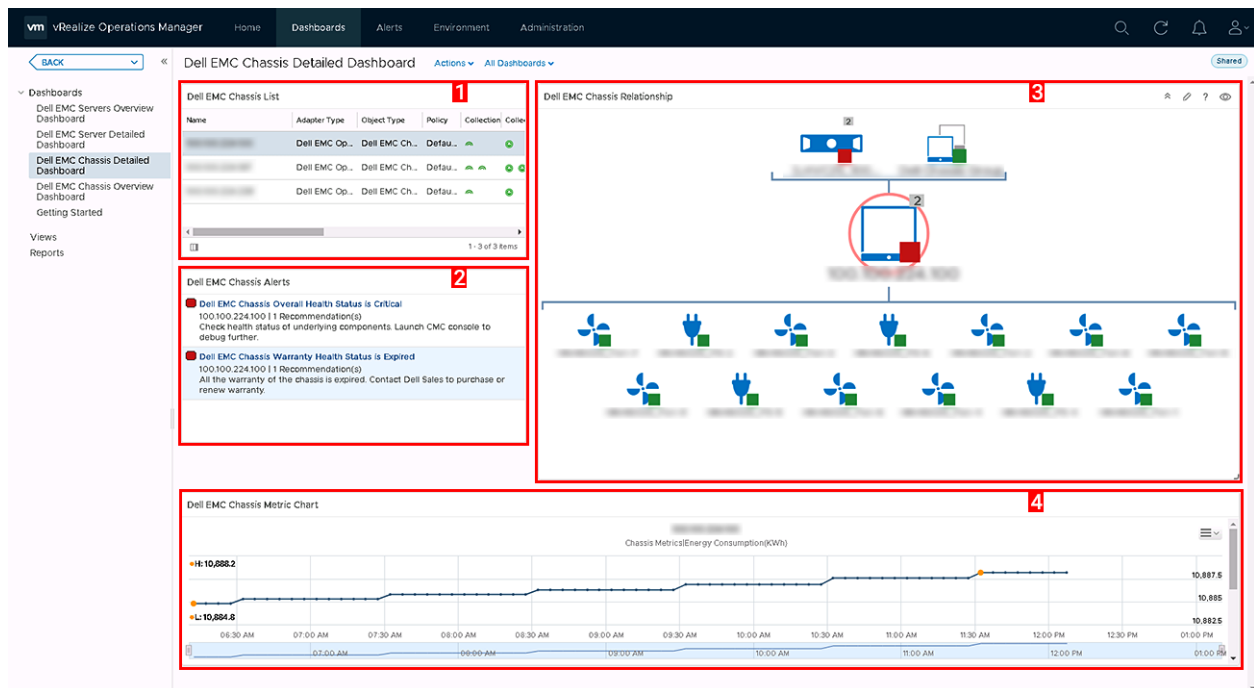 vm vRealize Operations Manager Home Dashboards Alerts Environment Administration
BACK
Dell EMC Chassis Detailed Dashboard Actions All Dashboards Shared
Dashboards
Dell EMC Servers Overview
Dashboard
Dell EMC Server Detailed
Dashboard
Dell EMC Chassis Detailed
Dashboard
Dell EMC Chassis Overview
Dashboard
Getting Started
Views
Reports
Dell EMC Chassis List 1
Name Adapter Type Object Type Policy Collection Collec
Dell EMC Op... Dell EMC Ch... Defau...
Dell EMC Op... Dell EMC Ch... Defau...
Dell EMC Op... Dell EMC Ch... Defau...
1 - 3 of 3 items
Dell EMC Chassis Alerts 2
Dell EMC Chassis Overall Health Status is Critical
100.100.224.100 | 1 Recommendation(s)
Check health status of underlying components. Launch CMC console to
debug further.
Dell EMC Chassis Warranty Health Status is Expired
100.100.224.100 | 1 Recommendation(s)
All the warranty of the chassis is expired. Contact Dell Sales to purchase or
renew warranty.
Dell EMC Chassis Relationship 3 ?
2
2
Dell EMC Chassis Metric Chart 4
Chassis Metrics|Energy Consumption(KWh)
H: 10,888.2
L: 10,884.8
10,887.5
10,885
10,882.5
06:30 AM 07:00 AM 07:30 AM 08:00 AM 08:30 AM 09:00 AM 09:30 AM 10:00 AM 10:30 AM 11:00 AM 11:30 AM 12:00 PM 12:30 PM 01:00 PM
07:00 AM 08:00 AM 09:00 AM 10:00 AM 11:00 AM 12:00 PM 01:00 PM